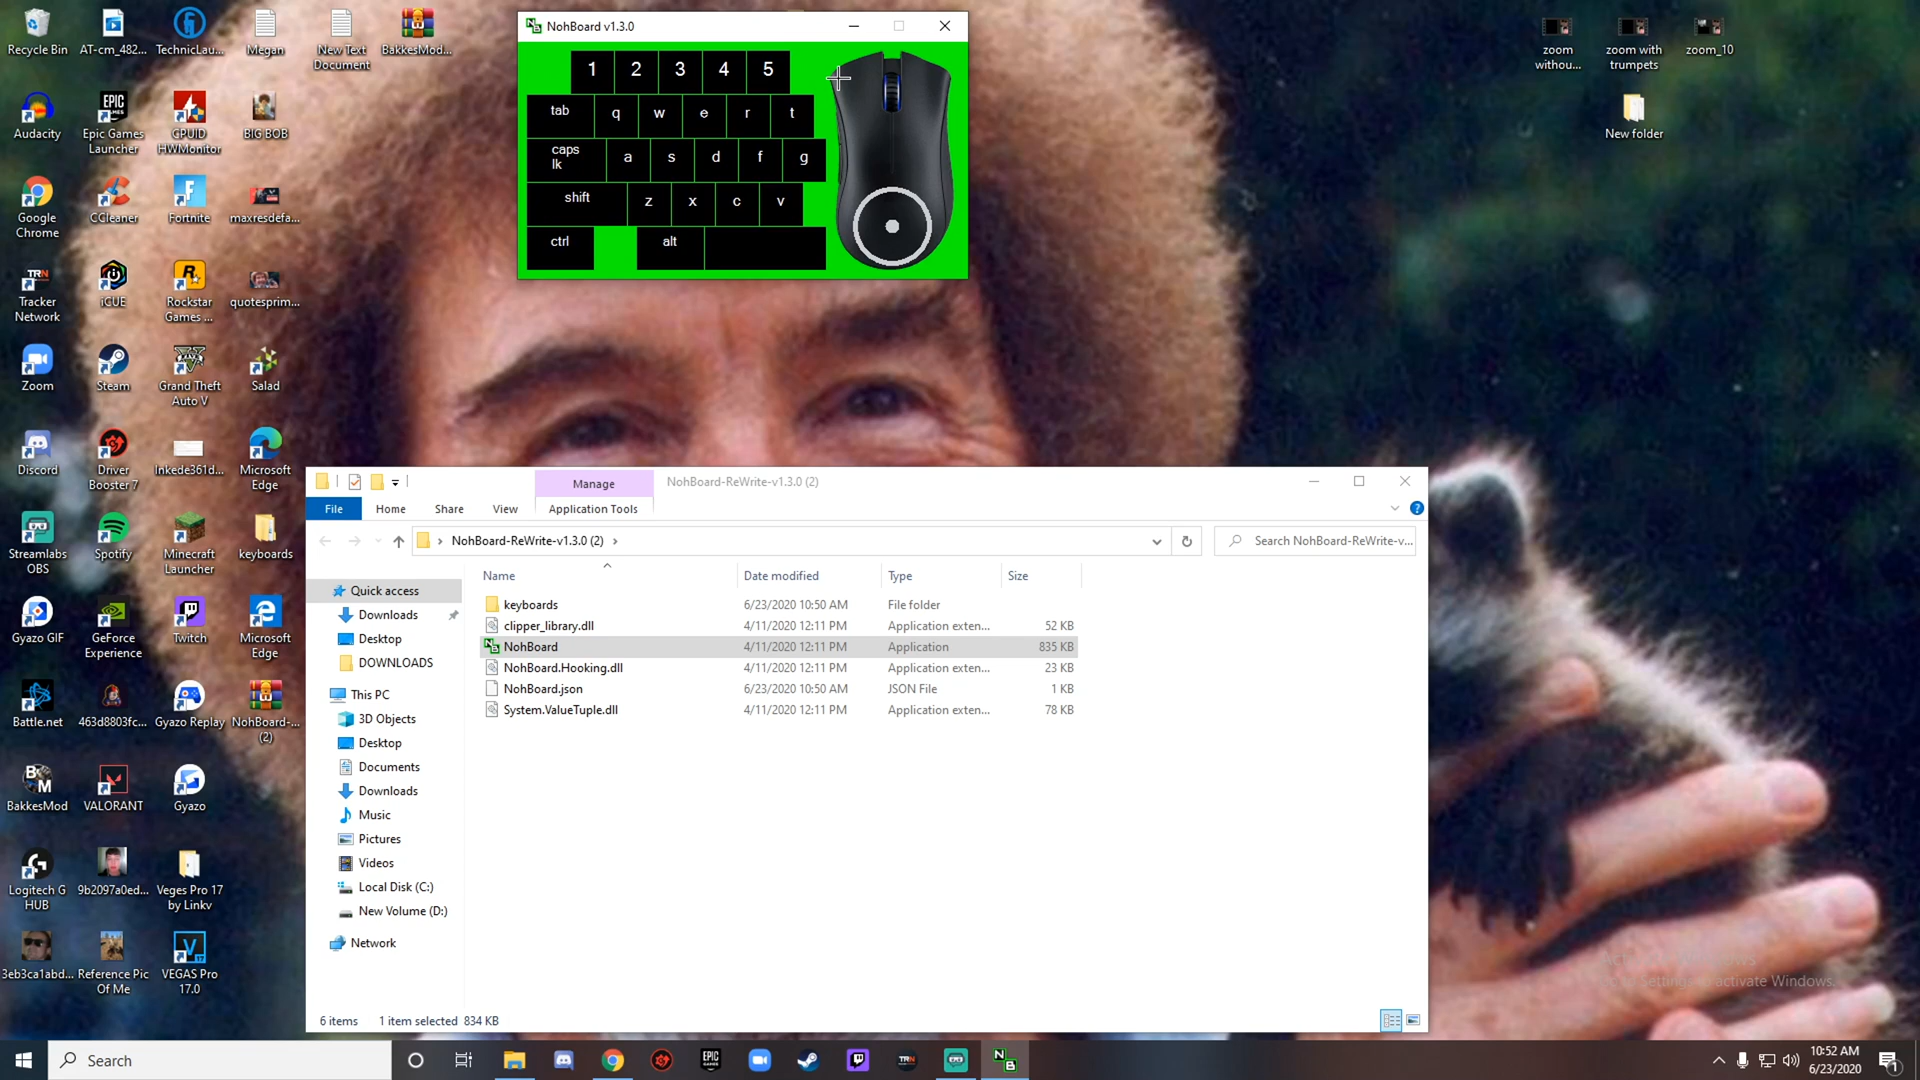 NohBoard v1.3.0
1 2 3 4 5
tab q w e r t
caps
lk a s d f g
shift z x c v
ctrl alt
Recycle Bin
AT-cm_482...
TechnicLau...
Megan
New Text
Document
BakkesMod...
Audacity
Epic Games
Launcher
CPUID
HWMonitor
BIG BOB
Google
Chrome
CCleaner
Fortnite
maxresdefa...
Tracker
Network
iCUE
Rockstar
Games ...
quotesprim...
Zoom
Steam
Grand Theft
Auto V
Salad
Discord
Driver
Booster 7
Inkede361d...
Microsoft
Edge
Streamlabs
OBS
Spotify
Minecraft
Launcher
keyboards
Gyazo GIF
GeForce
Experience
Twitch
Microsoft
Edge
Battle.net
463d8803fc...
Gyazo Replay
NohBoard-...
(2)
BakkesMod
VALORANT
Gyazo
Logitech G
HUB
9b2097a0ed...
Veges Pro 17
by Linkv
3eb3ca1abd...
Reference Pic
Of Me
VEGAS Pro
17.0
zoom
withou...
zoom with
trumpets
zoom_10
New folder
Manage
NohBoard-ReWrite-v1.3.0 (2)
File Home Share View Application Tools
NohBoard-ReWrite-v1.3.0 (2)
Search NohBoard-ReWrite-v...
Quick access
Downloads
Desktop
DOWNLOADS
This PC
3D Objects
Desktop
Documents
Downloads
Music
Pictures
Videos
Local Disk (C:)
New Volume (D:)
Network
Name Date modified Type Size
keyboards 6/23/2020 10:50 AM File folder
clipper_library.dll 4/11/2020 12:11 PM Application exten... 52 KB
NohBoard 4/11/2020 12:11 PM Application 835 KB
NohBoard.Hooking.dll 4/11/2020 12:11 PM Application exten... 23 KB
NohBoard.json 6/23/2020 10:50 AM JSON File 1 KB
System.ValueTuple.dll 4/11/2020 12:11 PM Application exten... 78 KB
6 items 1 item selected 834 KB
Settings
activate Windows.
Search
10:52 AM
6/23/2020
1